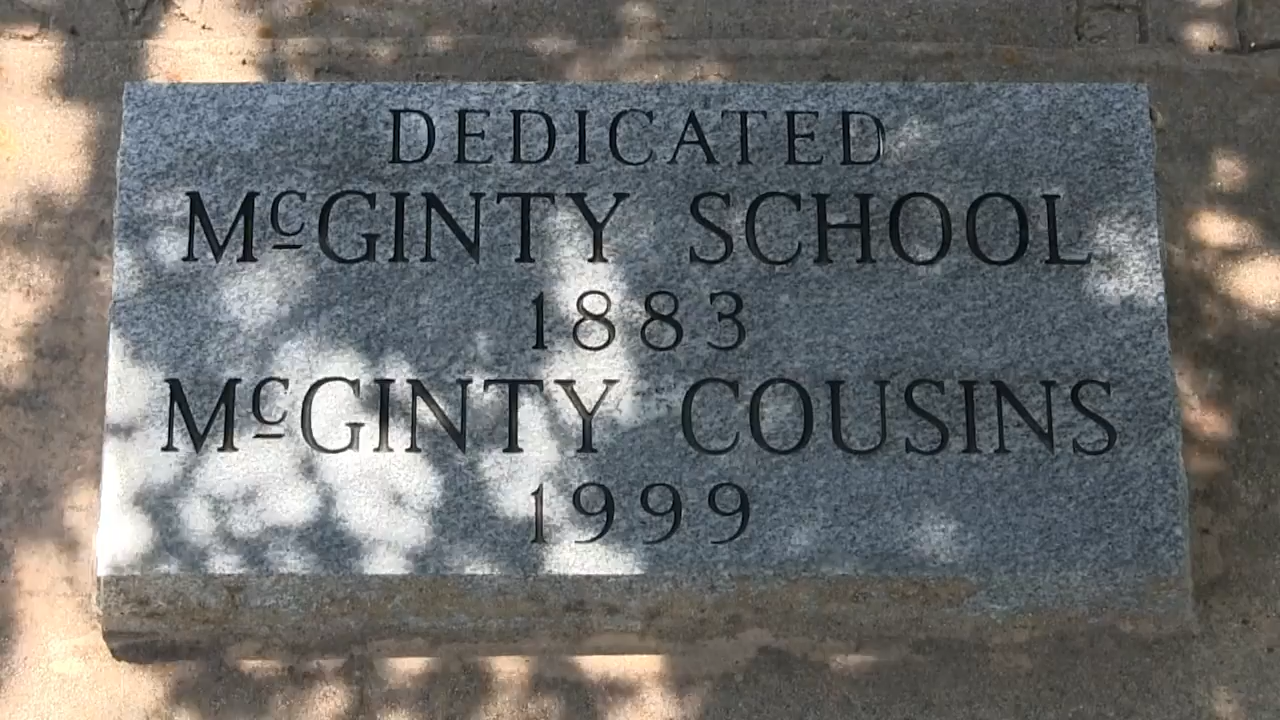 DEDICATED
McGINTY SCHOOL
1883
McGINTY COUSINS
1999